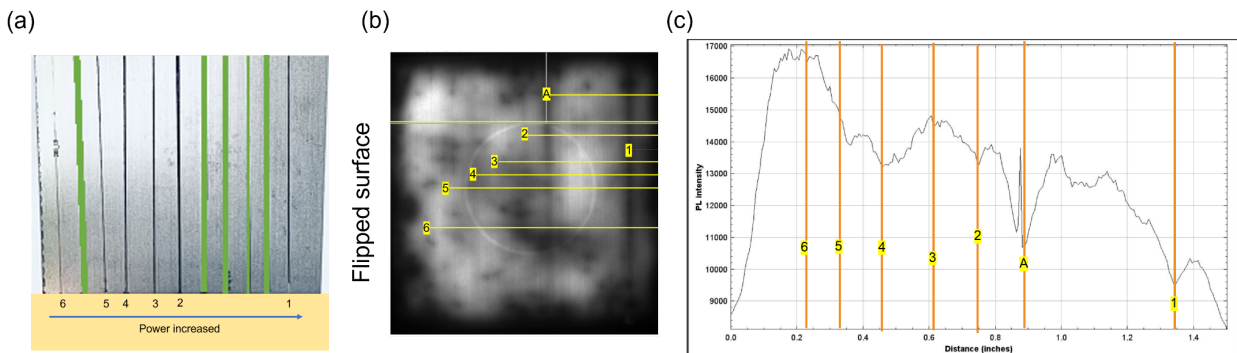 (a)
6 5 4 3 2 1
Power increased
(b)
Flipped surface
A
2
1
3
4
5
6
(c)
PL intensity
17000
16000
15000
14000
13000
12000
11000
10000
9000
6 5 4 3 2 A 1
0.0 0.2 0.4 0.6 0.8 1.0 1.2 1.4
Distance (inches)